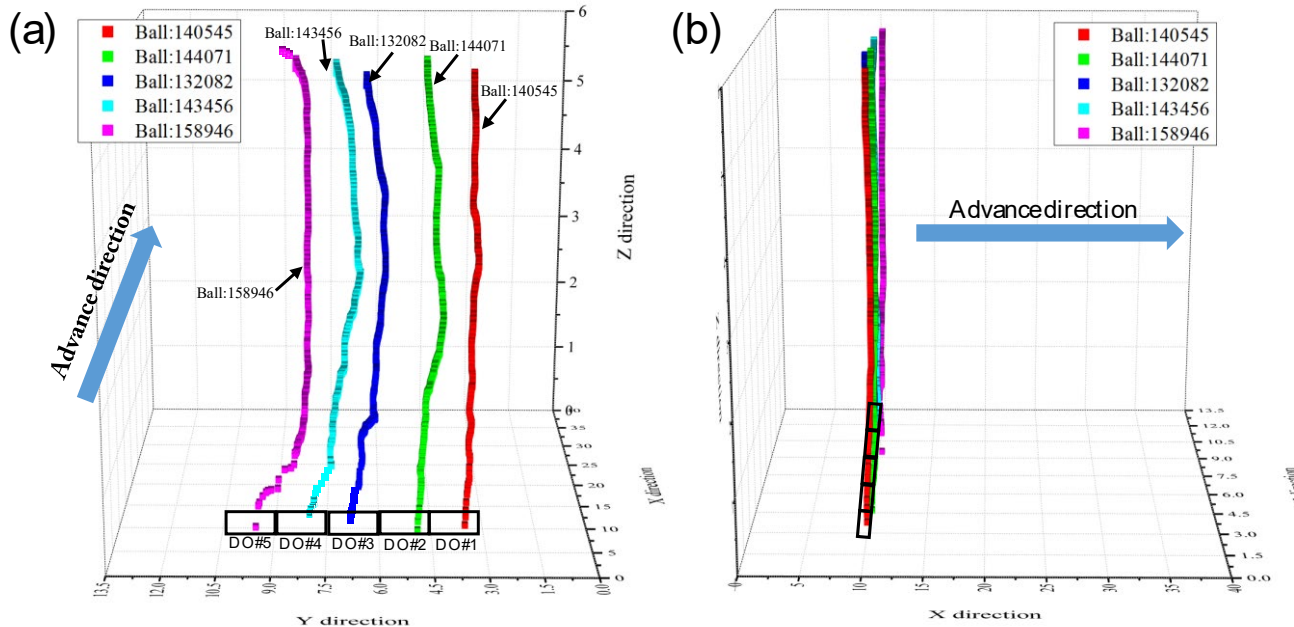 (a)
Ball:140545
Ball:144071
Ball:132082
Ball:143456
Ball:158946
Ball:143456
Ball:132082
Ball:144071
Ball:140545
Ball:158946
Advance direction
6
5
4
3
2
1
0
Z direction
35
30
25
20
15
10
5
0
X direction
DO#5 DO#4 DO#3 DO#2 DO#1
13.5 12.0 10.5 9.0 7.5 6.0 4.5 3.0 1.5 0.0
Y direction
(b)
Ball:140545
Ball:144071
Ball:132082
Ball:143456
Ball:158946
Advance direction
13.5
12.0
10.5
9.0
7.5
6.0
4.5
3.0
1.5
0.0
0 5 10 15 20 25 30 35 40
X direction